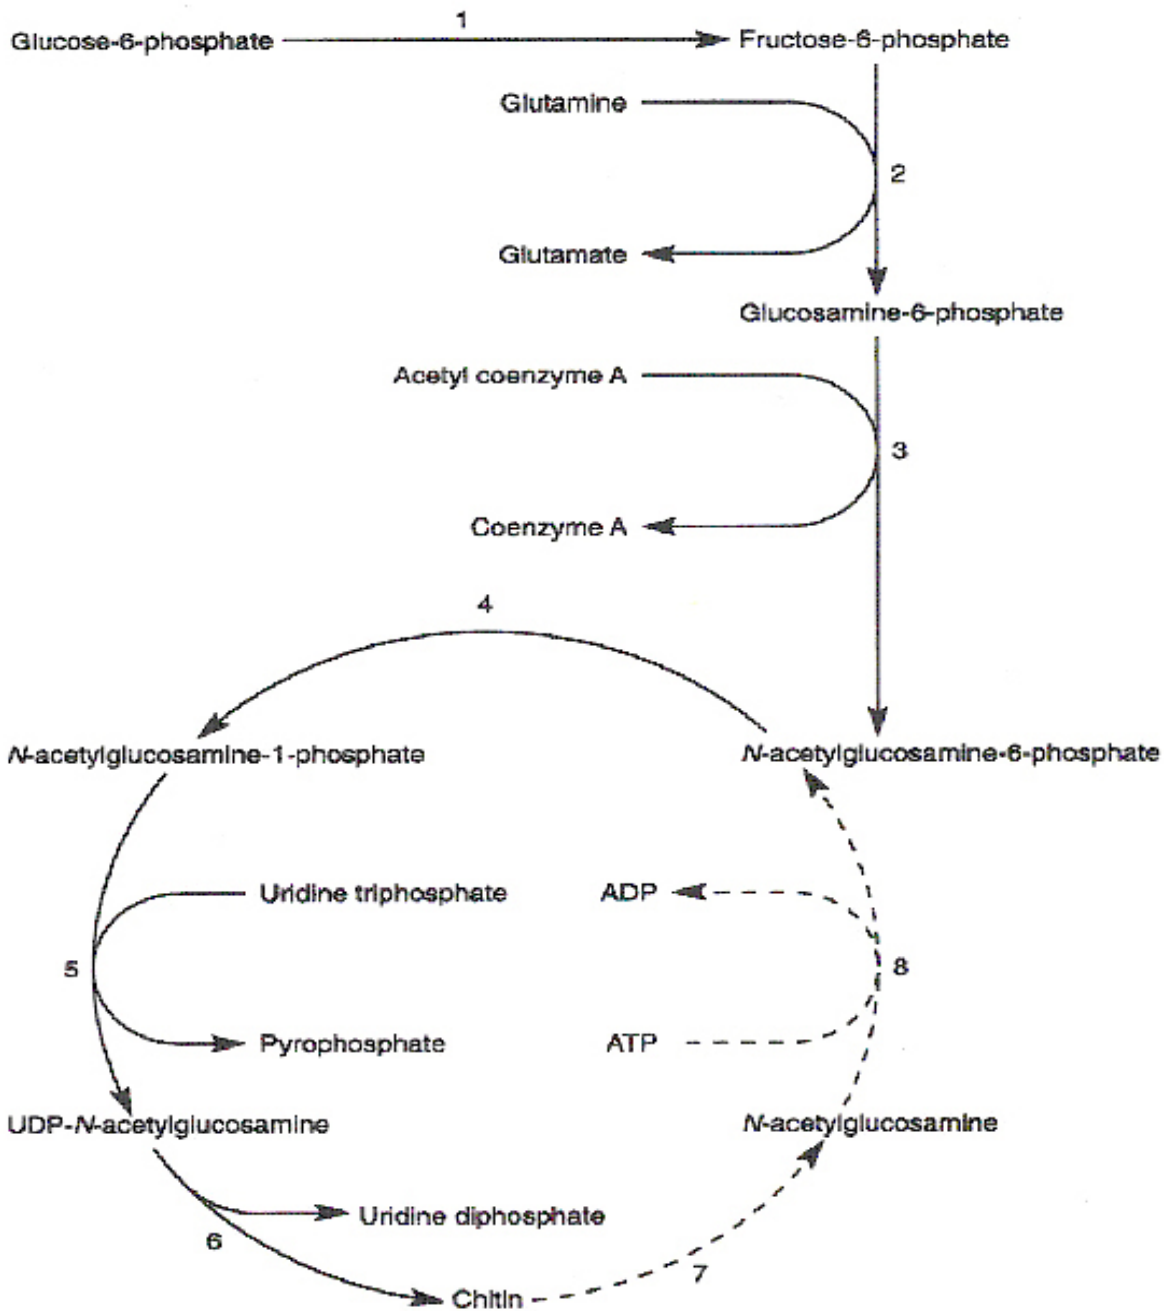 1
Glucose-6-phosphate
Fructose-6-phosphate
Glutamine
2
Glutamate
Glucosamine-6-phosphate
Acetyl coenzyme A
3
Coenzyme A
4
N-acetylglucosamine-1-phosphate
N-acetylglucosamine-6-phosphate
Uridine triphosphate
ADP
5
8
Pyrophosphate
ATP
UDP-N-acetylglucosamine
N-acetylglucosamine
Uridine diphosphate
6
7
Chitin